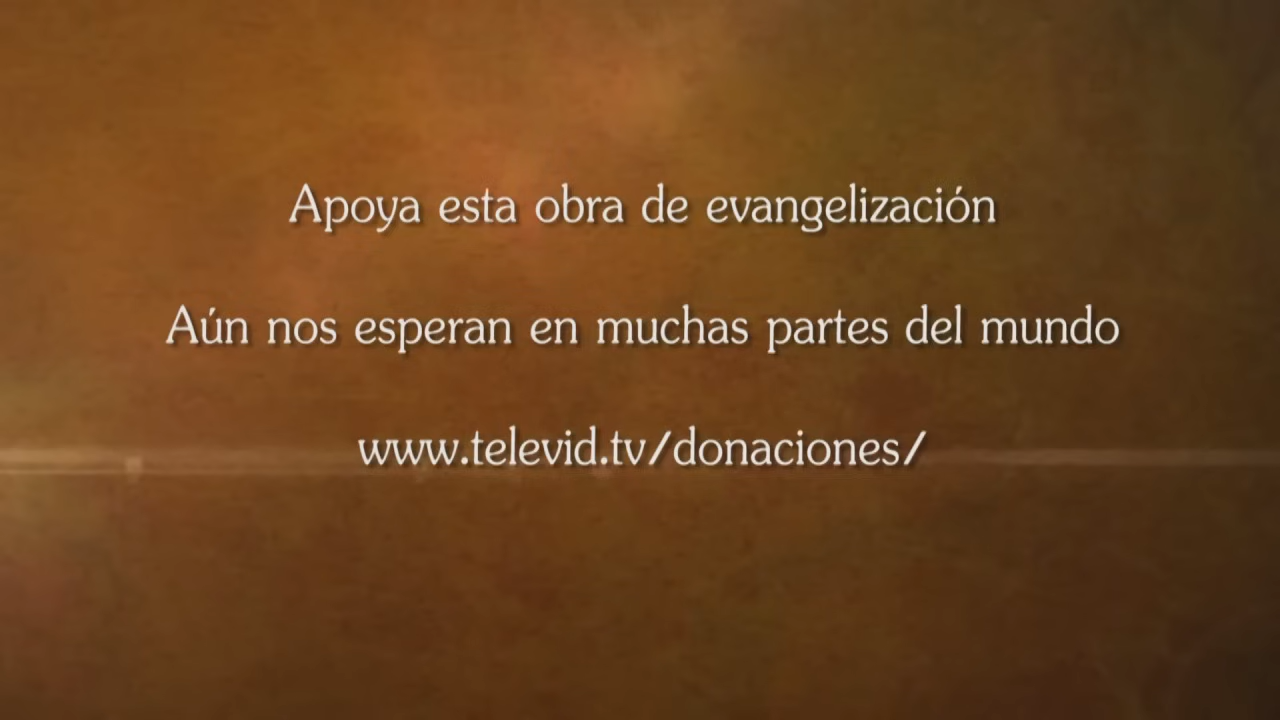 Apoya esta obra de evangelización
Aún nos esperan en muchas partes del mundo
www.televid.tv/donaciones/